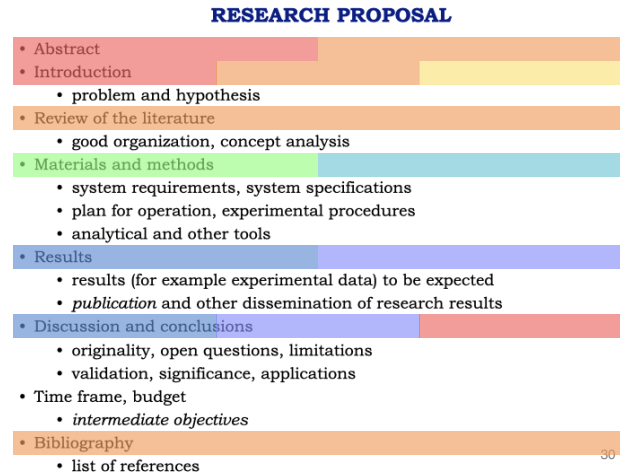 RESEARCH PROPOSAL
• Abstract
• Introduction
• problem and hypothesis
• Review of the literature
• good organization, concept analysis
• Materials and methods
• system requirements, system specifications
• plan for operation, experimental procedures
• analytical and other tools
• Results
• results (for example experimental data) to be expected
• publication and other dissemination of research results
• Discussion and conclusions
• originality, open questions, limitations
• validation, significance, applications
• Time frame, budget
• intermediate objectives
• Bibliography
• list of references
30